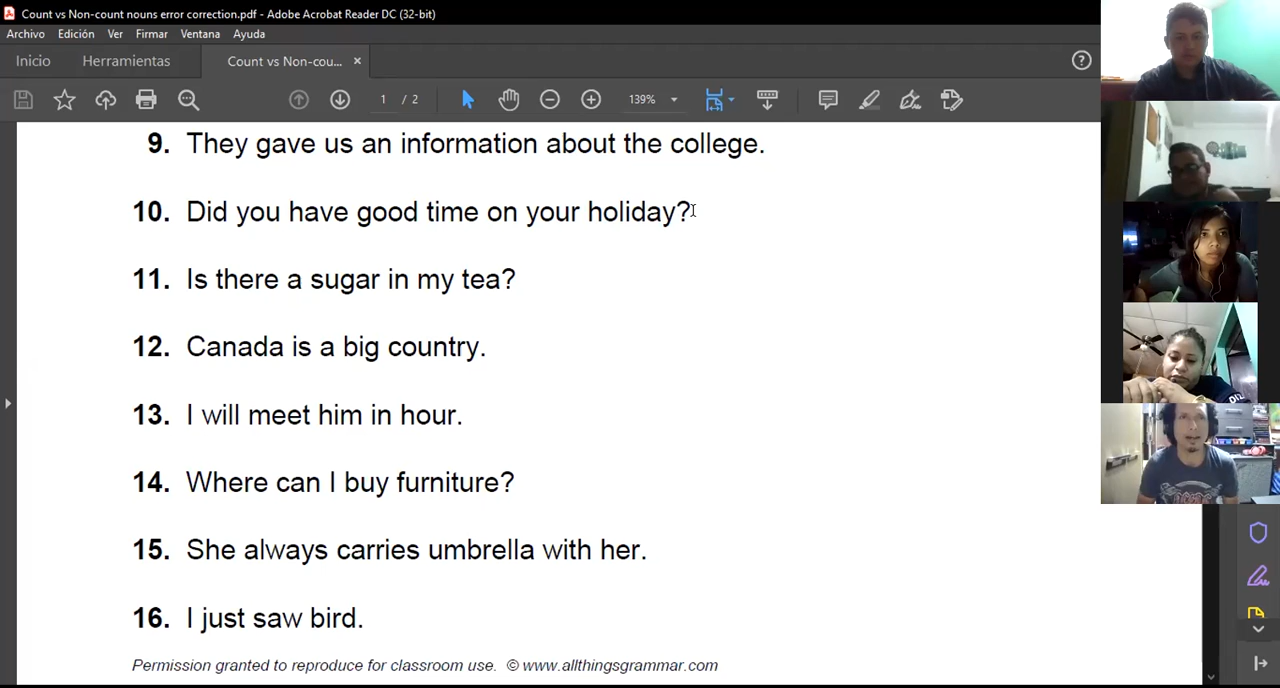 Count vs Non-count nouns error correction.pdf - Adobe Acrobat Reader DC (32-bit)
Archivo Edición Ver Firmar Ventana Ayuda
Inicio Herramientas Count vs Non-cou... ×
1 / 2 139%
9. They gave us an information about the college.
10. Did you have good time on your holiday?
11. Is there a sugar in my tea?
12. Canada is a big country.
13. I will meet him in hour.
14. Where can I buy furniture?
15. She always carries umbrella with her.
16. I just saw bird.
Permission granted to reproduce for classroom use. © www.allthingsgrammar.com